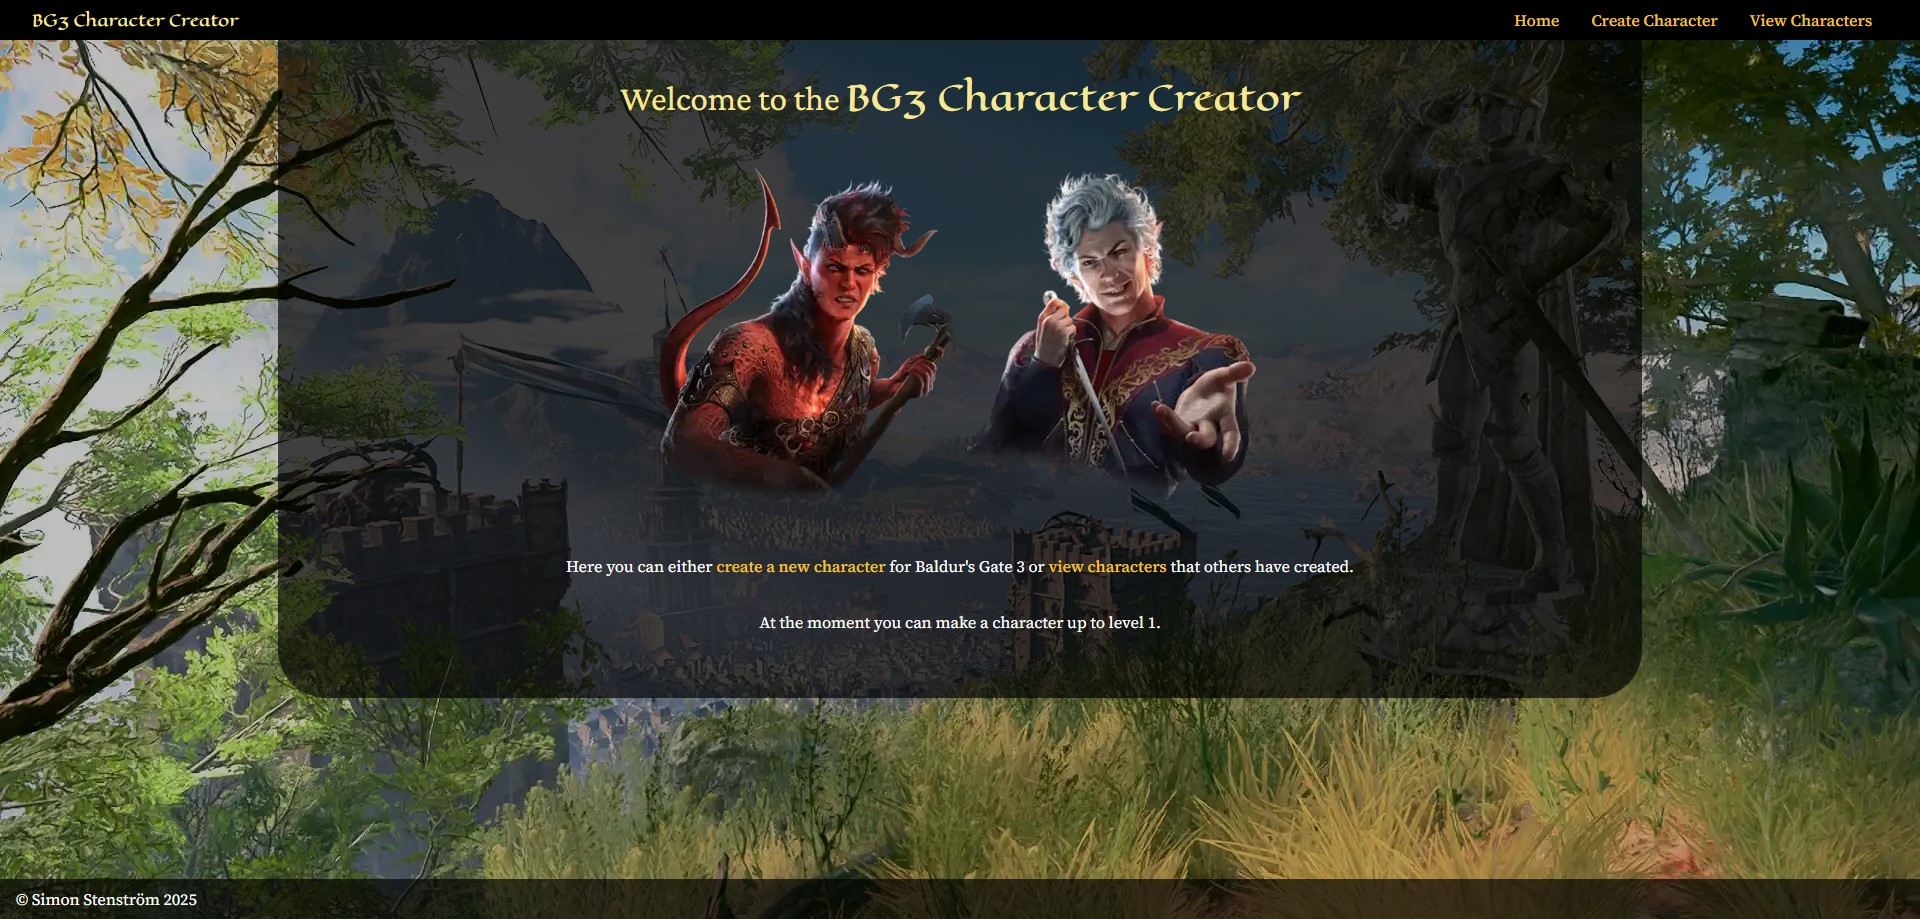 BG3 Character Creator
Home
Create Character
View Characters
Welcome to the BG3 Character Creator
Here you can either create a new character for Baldur's Gate 3 or view characters that others have created.
At the moment you can make a character up to level 1.
© Simon Stenström 2025